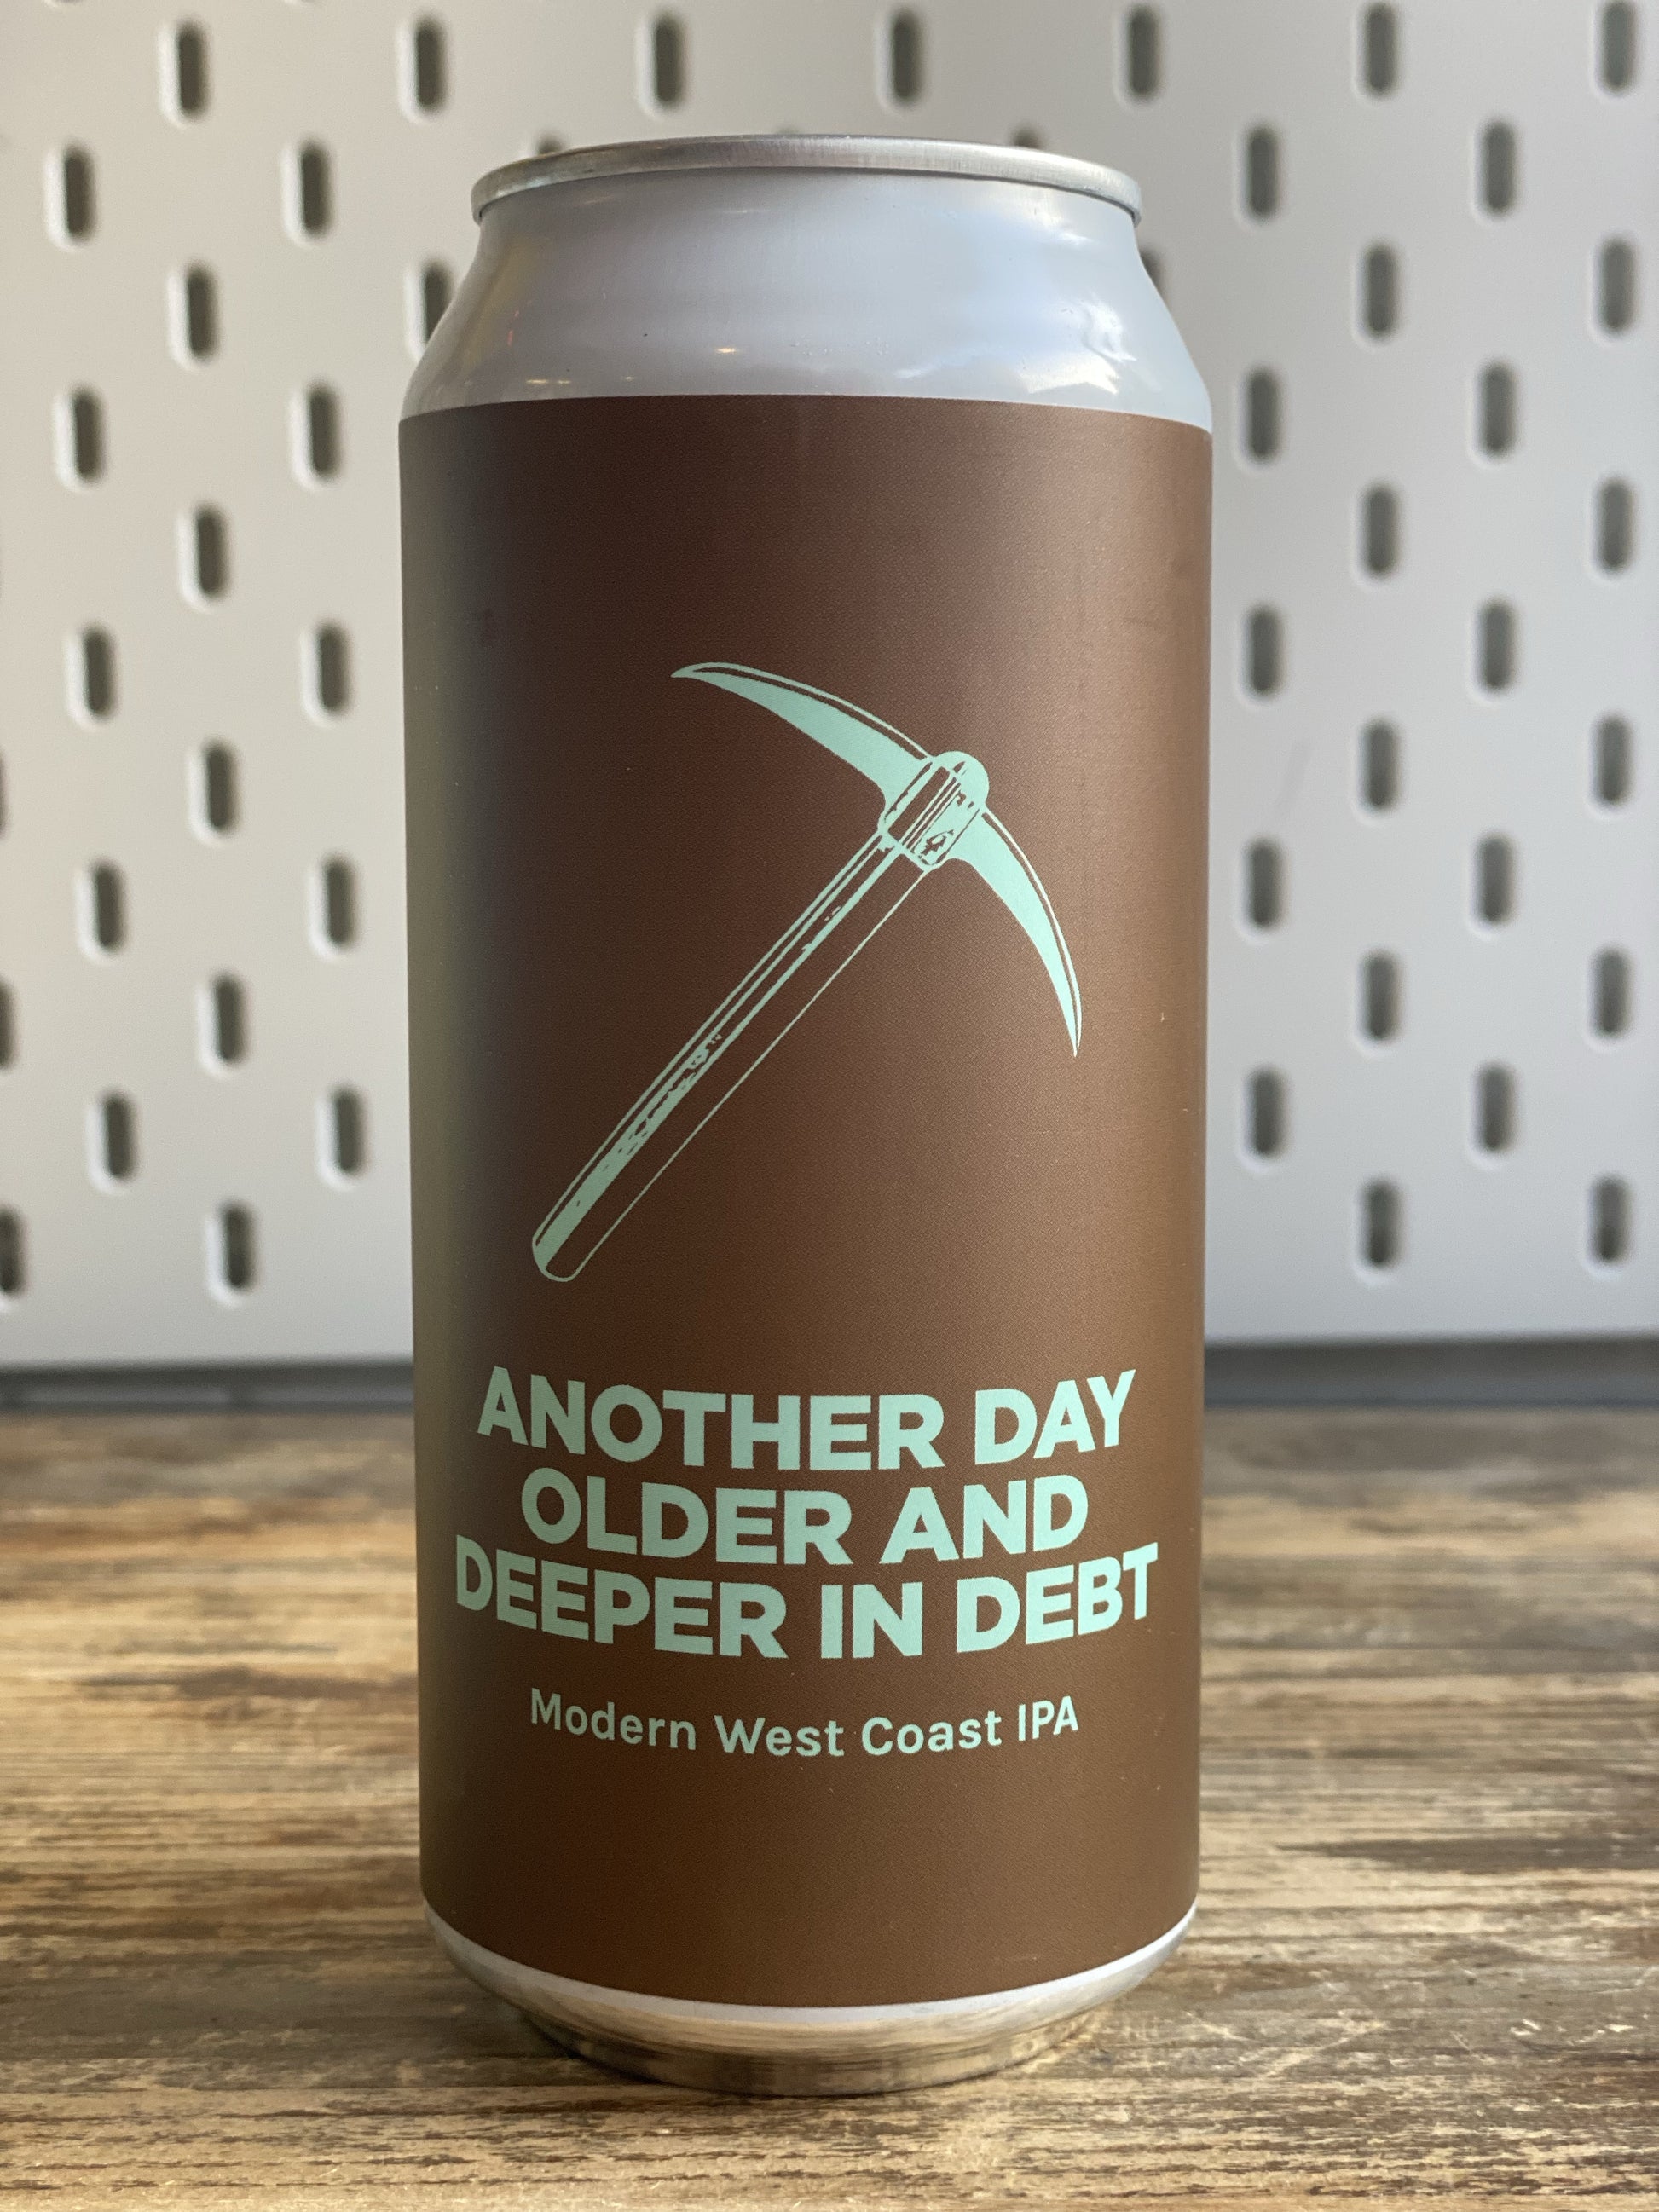 ANOTHER DAY
OLDER AND
DEEPER IN DEBT
Modern West Coast IPA